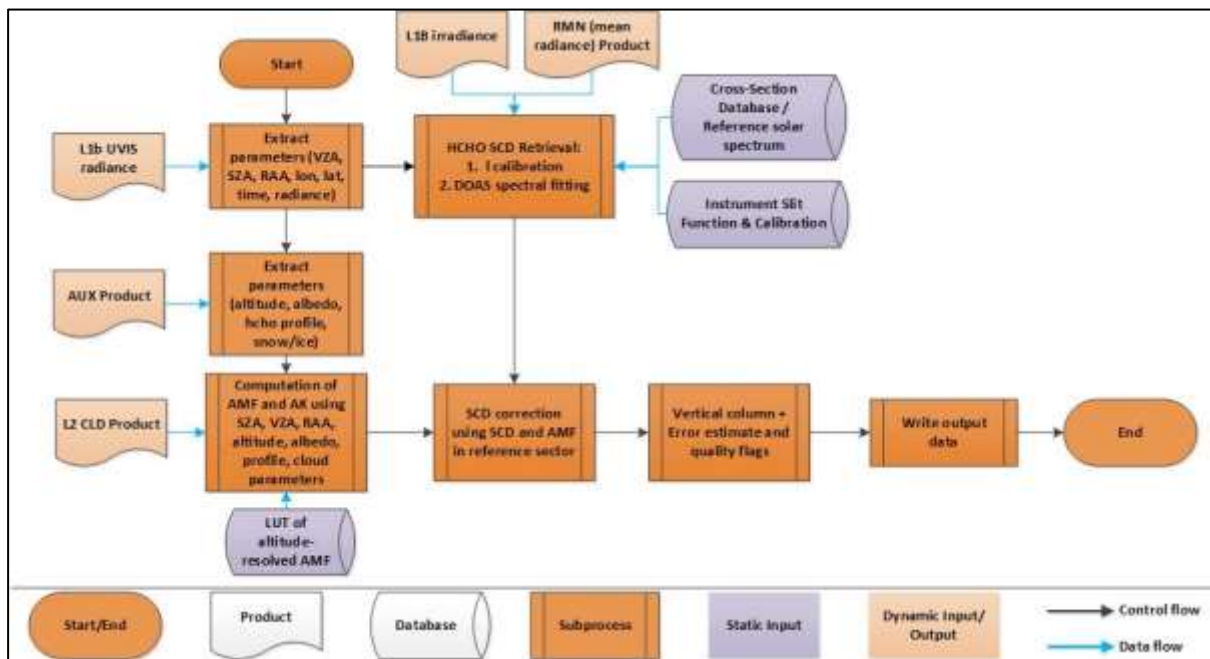 L1B irradiance
RMN (mean
radiance) Product
Start
Cross-Section
Database /
Reference solar
spectrum
L1b UVIS
radiance
Extract
parameters (VZA,
SZA, RAA, lon, lat,
time, radiance)
HCHO SCD Retrieval:
1. l calibration
2. DOAS spectral fitting
Instrument
Function & Calibration
AUX Product
Extract
parameters
(altitude, albedo,
hcho profile,
snow/ice)
L2 CLD Product
Computation of
AMF and AK using
SZA, VZA, RAA,
altitude, albedo,
profile, cloud
parameters
SCD correction
using SCD and AMF
in reference sector
Vertical column +
Error estimate and
quality flags
Write output
data
End
LUT of
altitude-
resolved AMF
Start/End
Product
Database
Subprocess
Static Input
Dynamic Input/
Output
Control flow
Data flow